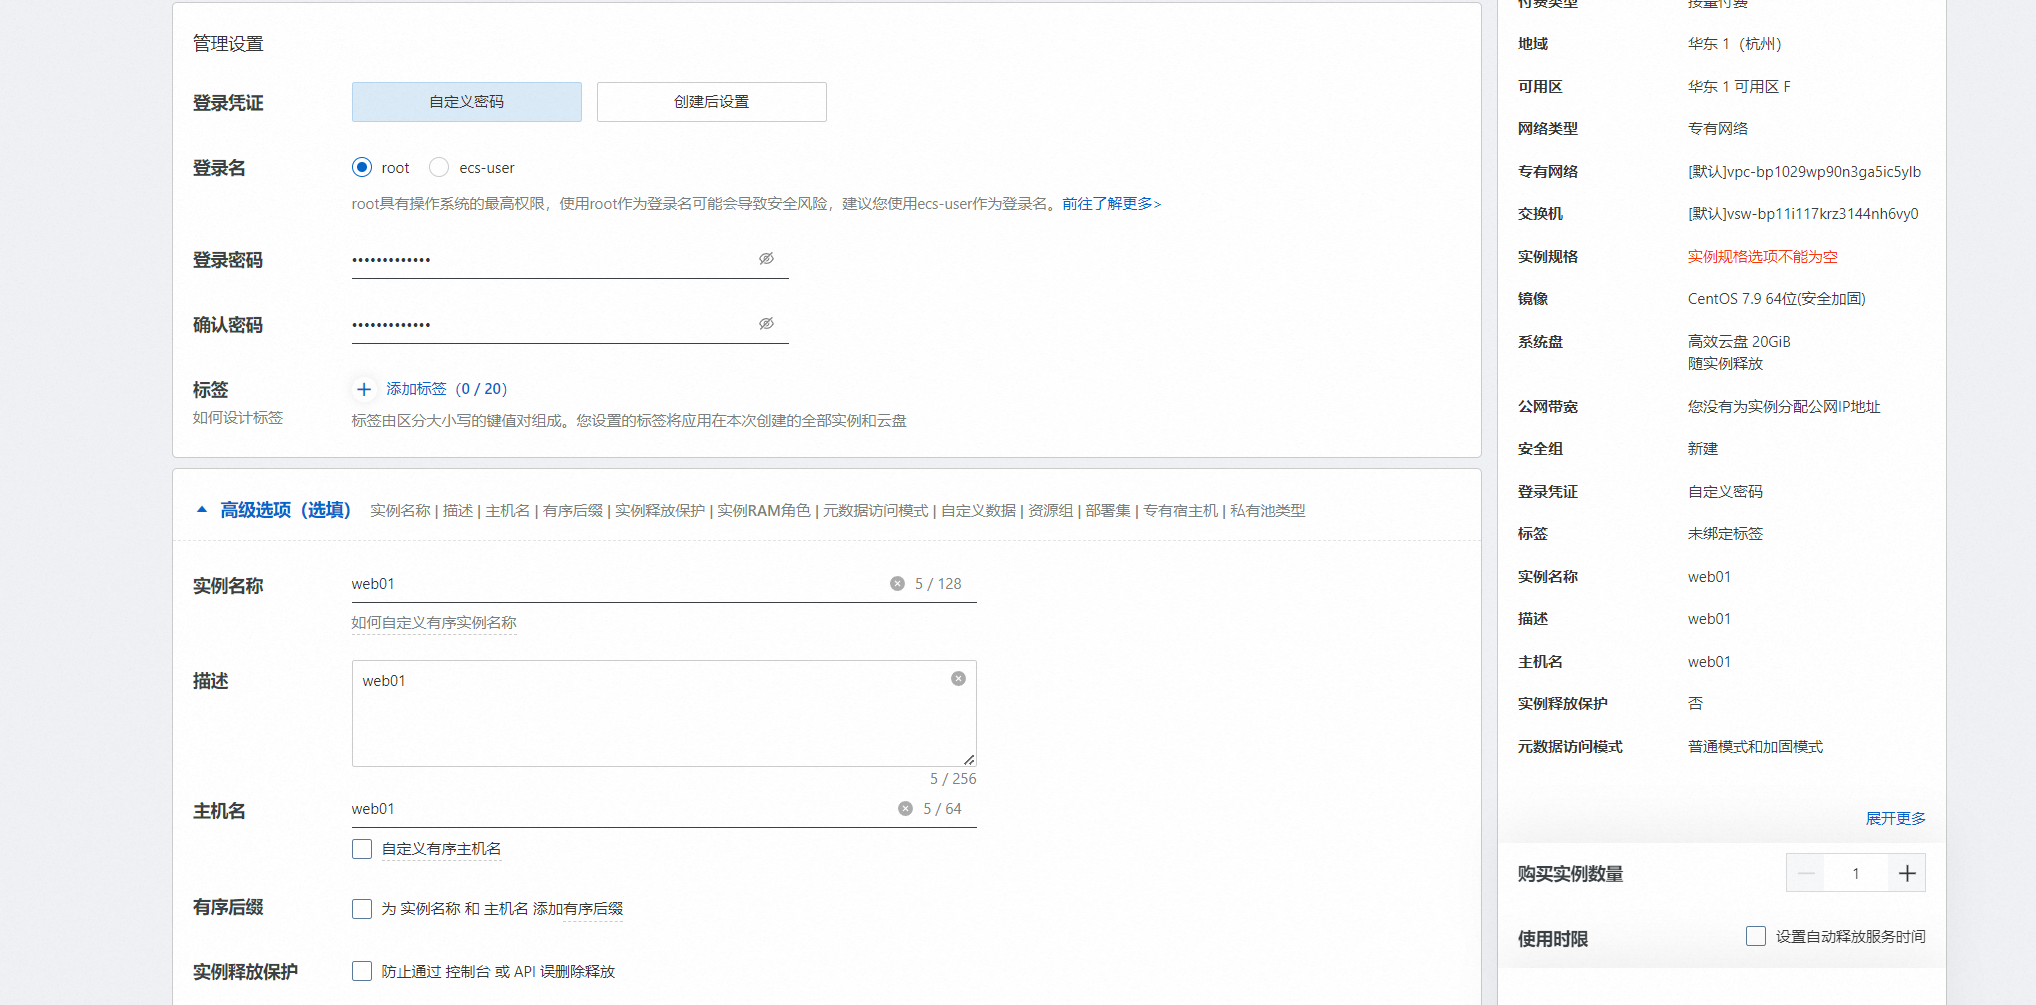 管理设置
登录凭证
自定义密码
创建后设置
登录名
root
ecs-user
root具有操作系统的最高权限，使用root作为登录名可能会导致安全风险，建议您使用ecs-user作为登录名。前往了解更多>
登录密码
•••••••••••••
确认密码
•••••••••••••
标签
添加标签（0 / 20）
如何设计标签
标签由区分大小写的键值对组成。您设置的标签将应用在本次创建的全部实例和云盘
高级选项（选填）
实例名称 | 描述 | 主机名 | 有序后缀 | 实例释放保护 | 实例RAM角色 | 元数据访问模式 | 自定义数据 | 资源组 | 部署集 | 专有宿主机 | 私有池类型
实例名称
web01
5 / 128
如何自定义有序实例名称
描述
web01
5 / 256
主机名
web01
5 / 64
自定义有序主机名
有序后缀
为 实例名称 和 主机名 添加有序后缀
实例释放保护
防止通过 控制台 或 API 误删除释放
付费类型
按量付费
地域
华东 1（杭州）
可用区
华东 1 可用区 F
网络类型
专有网络
专有网络
[默认]vpc-bp1029wp90n3ga5ic5ylb
交换机
[默认]vsw-bp11i117krz3144nh6vy0
实例规格
实例规格选项不能为空
镜像
CentOS 7.9 64位(安全加固)
系统盘
高效云盘 20GiB
随实例释放
公网带宽
您没有为实例分配公网IP地址
安全组
新建
登录凭证
自定义密码
标签
未绑定标签
实例名称
web01
描述
web01
主机名
web01
实例释放保护
否
元数据访问模式
普通模式和加固模式
展开更多
购买实例数量
1
使用时限
设置自动释放服务时间